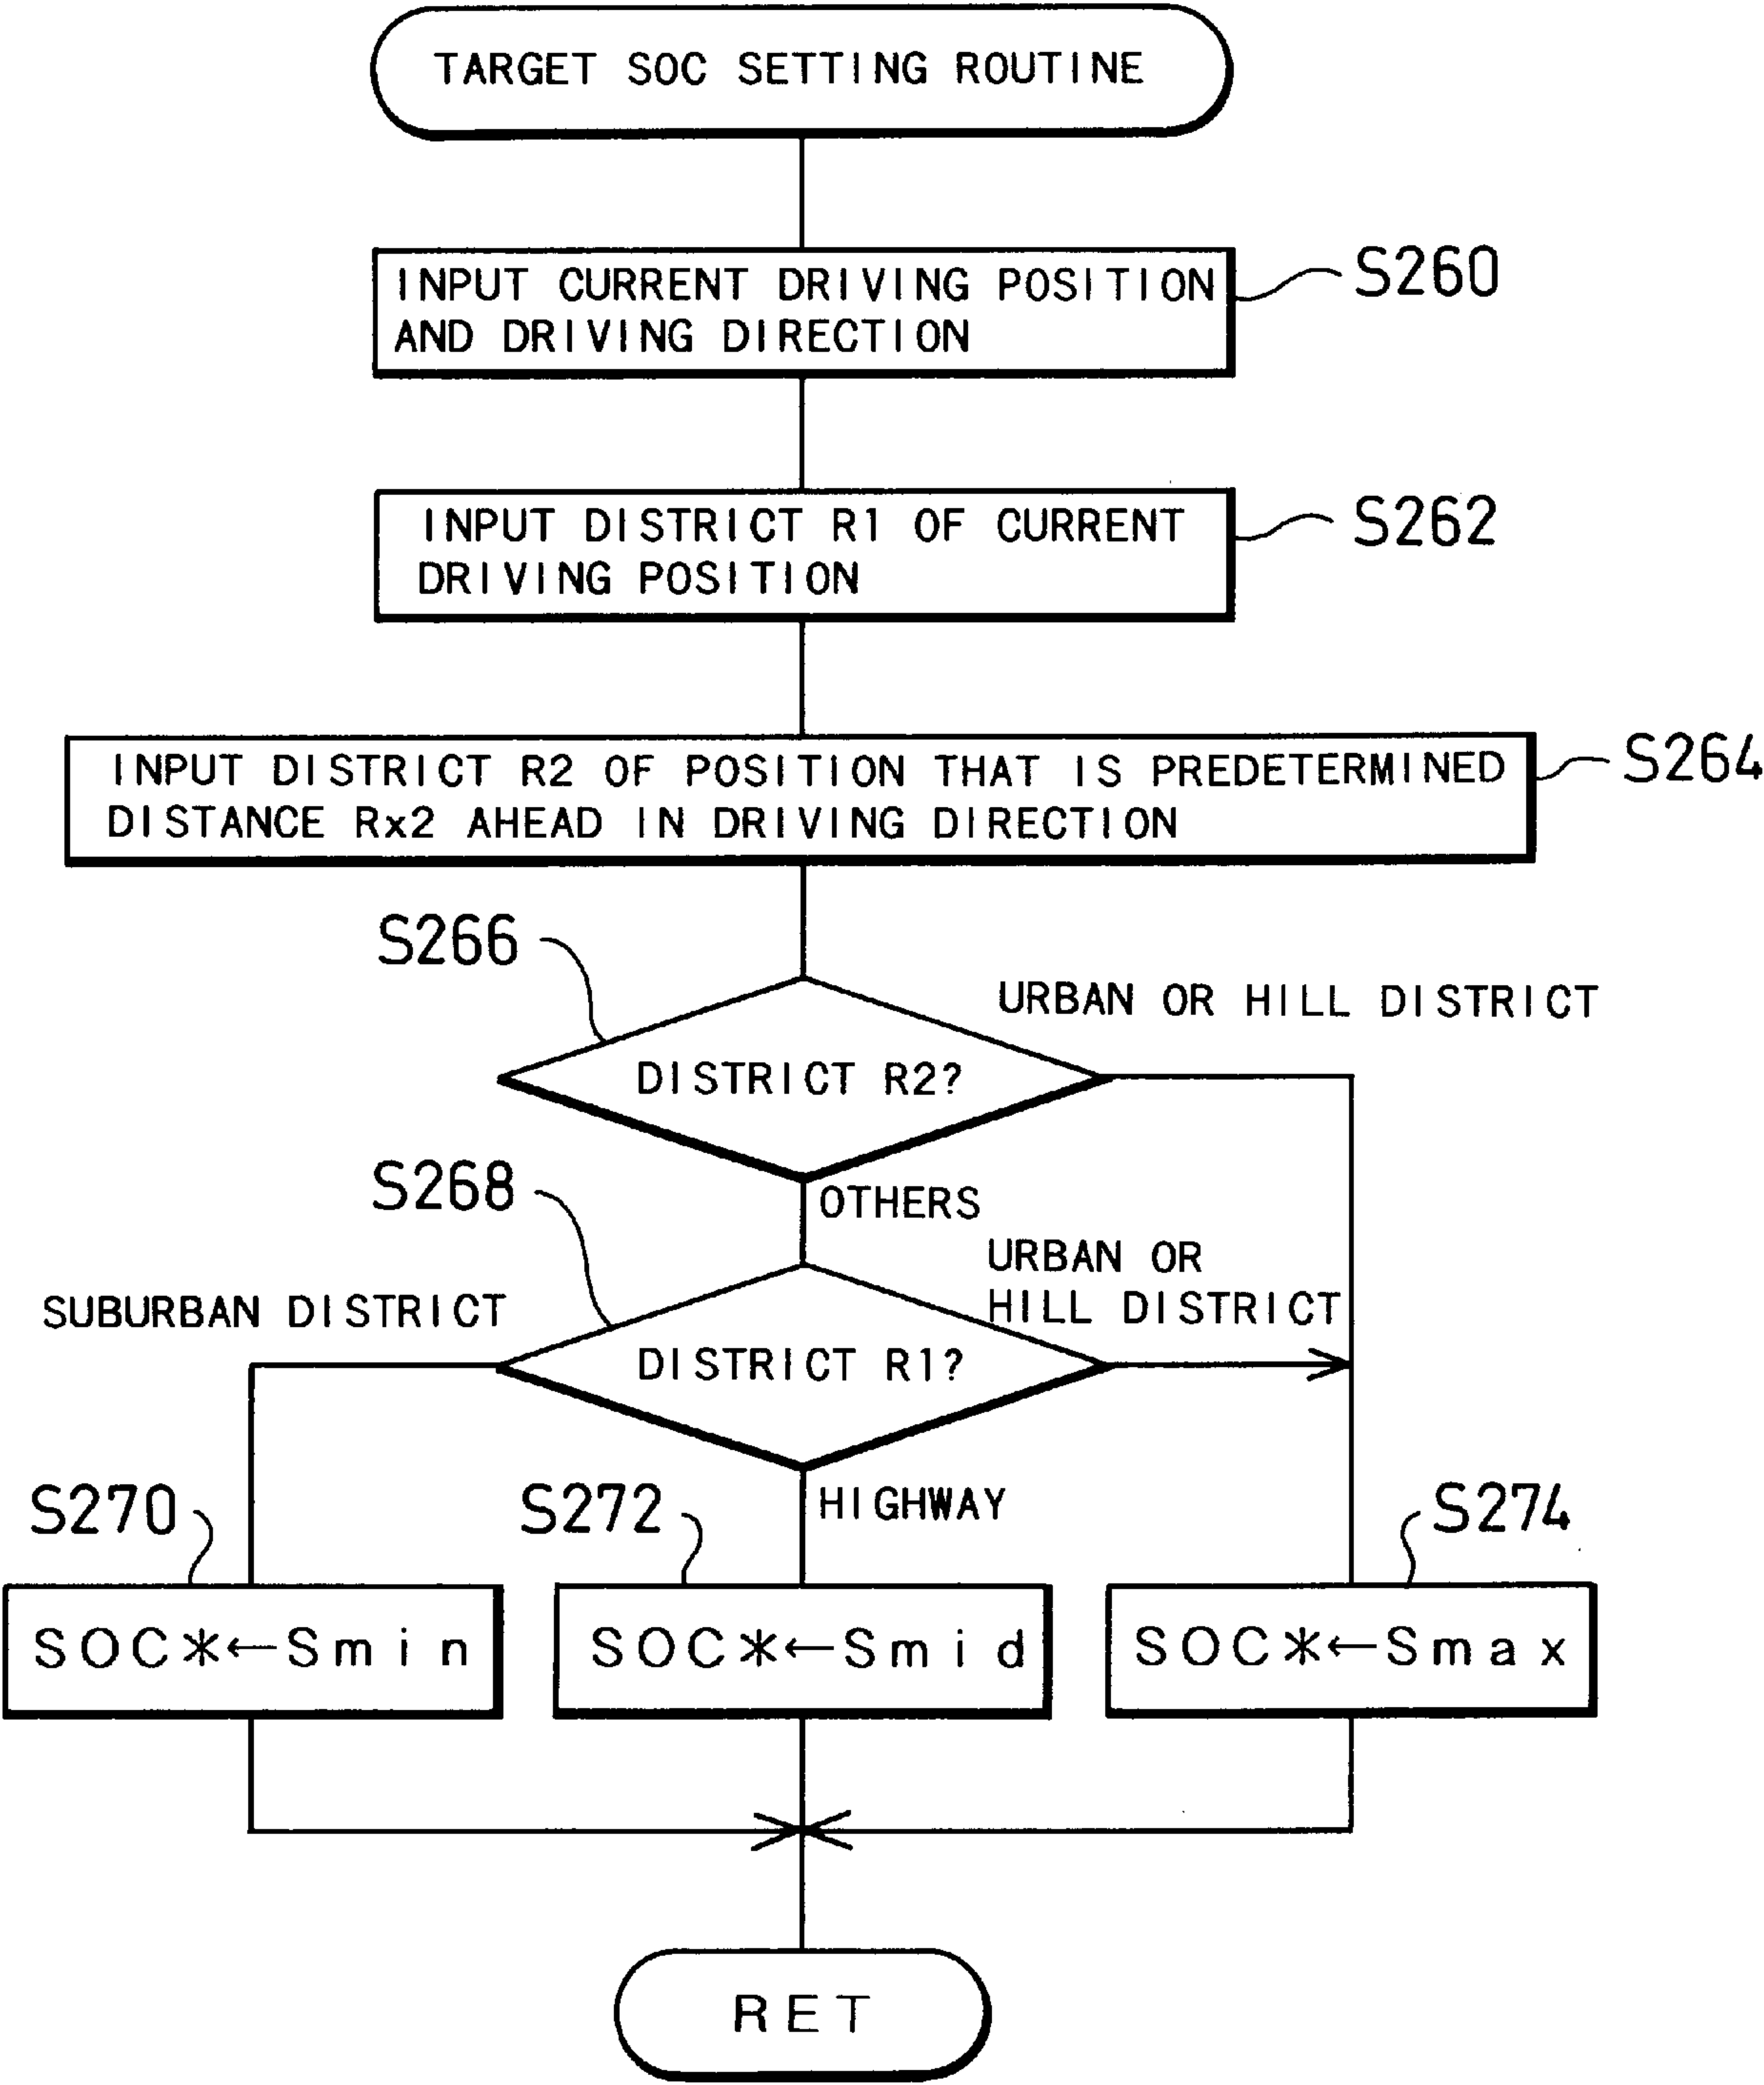 TARGET SOC SETTING ROUTINE
INPUT CURRENT DRIVING POSITION
AND DRIVING DIRECTION
S260
INPUT DISTRICT R1 OF CURRENT
DRIVING POSITION
S262
INPUT DISTRICT R2 OF POSITION THAT IS PREDETERMINED
DISTANCE Rx2 AHEAD IN DRIVING DIRECTION
S264
S266
URBAN OR HILL DISTRICT
DISTRICT R2?
OTHERS
S268
URBAN OR
HILL DISTRICT
SUBURBAN DISTRICT
DISTRICT R1?
HIGHWAY
S270
S272
S274
SOC*←Smin
SOC*←Smid
SOC*←Smax
RET